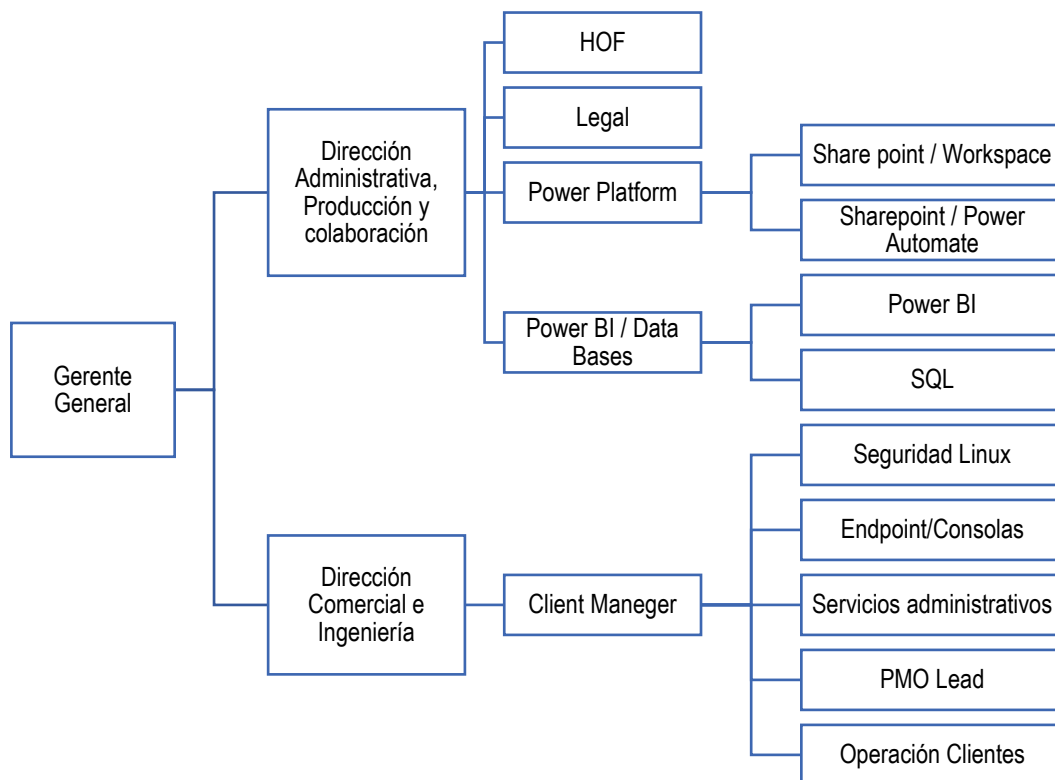 Gerente
General
Dirección
Administrativa,
Producción y
colaboración
HOF
Legal
Power Platform
Share point / Workspace
Sharepoint / Power
Automate
Power BI / Data
Bases
Power BI
SQL
Dirección
Comercial e
Ingeniería
Client Maneger
Seguridad Linux
Endpoint/Consolas
Servicios administrativos
PMO Lead
Operación Clientes